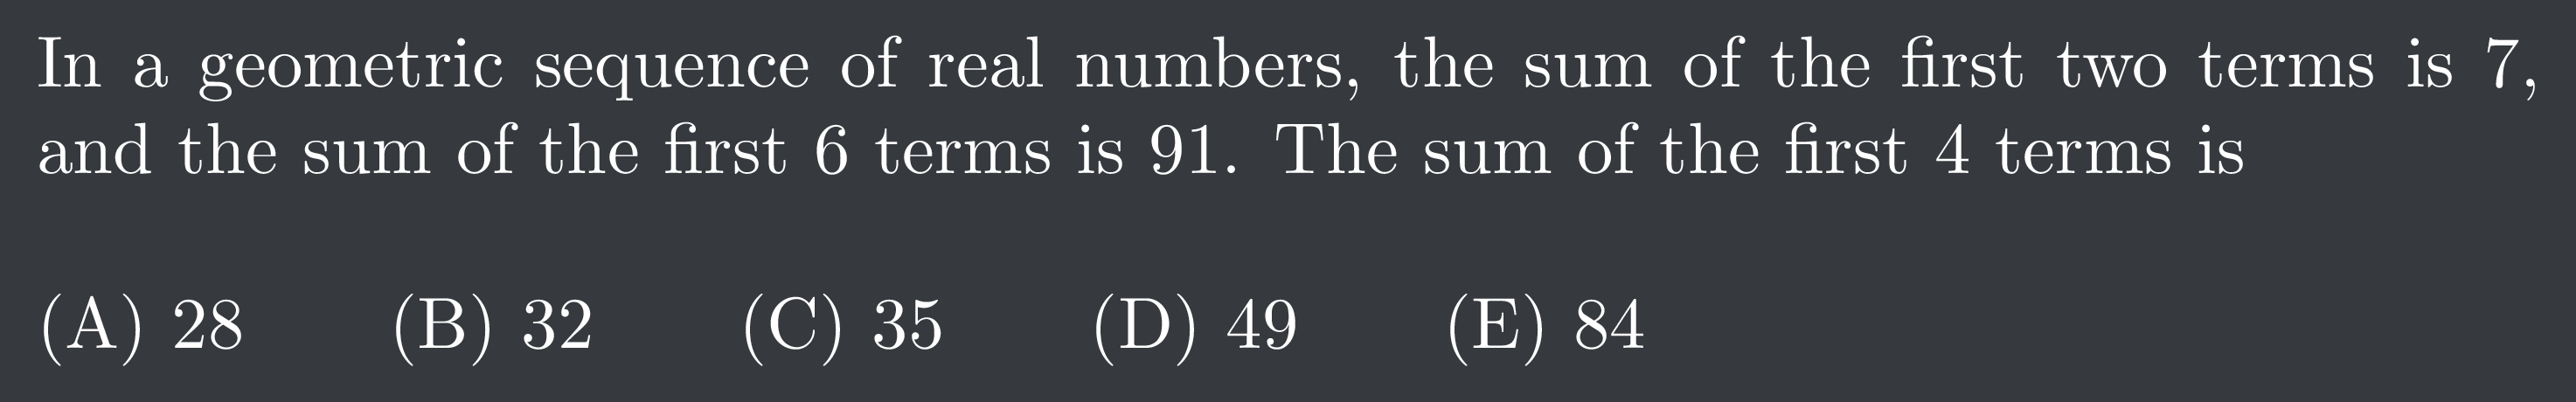 In a geometric sequence of real numbers, the sum of the first two terms is 7,
and the sum of the first 6 terms is 91. The sum of the first 4 terms is
(A) 28 (B) 32 (C) 35 (D) 49 (E) 84